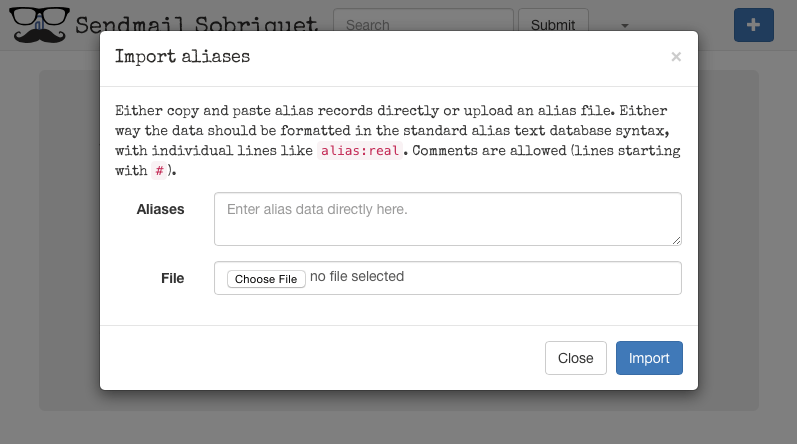 Sendmail Sobriquet
Search
Submit
Import aliases
×
Either copy and paste alias records directly or upload an alias file. Either
way the data should be formatted in the standard alias text database syntax,
with individual lines like alias:real. Comments are allowed (lines starting
with #).
Aliases
Enter alias data directly here.
File
Choose File no file selected
Close
Import